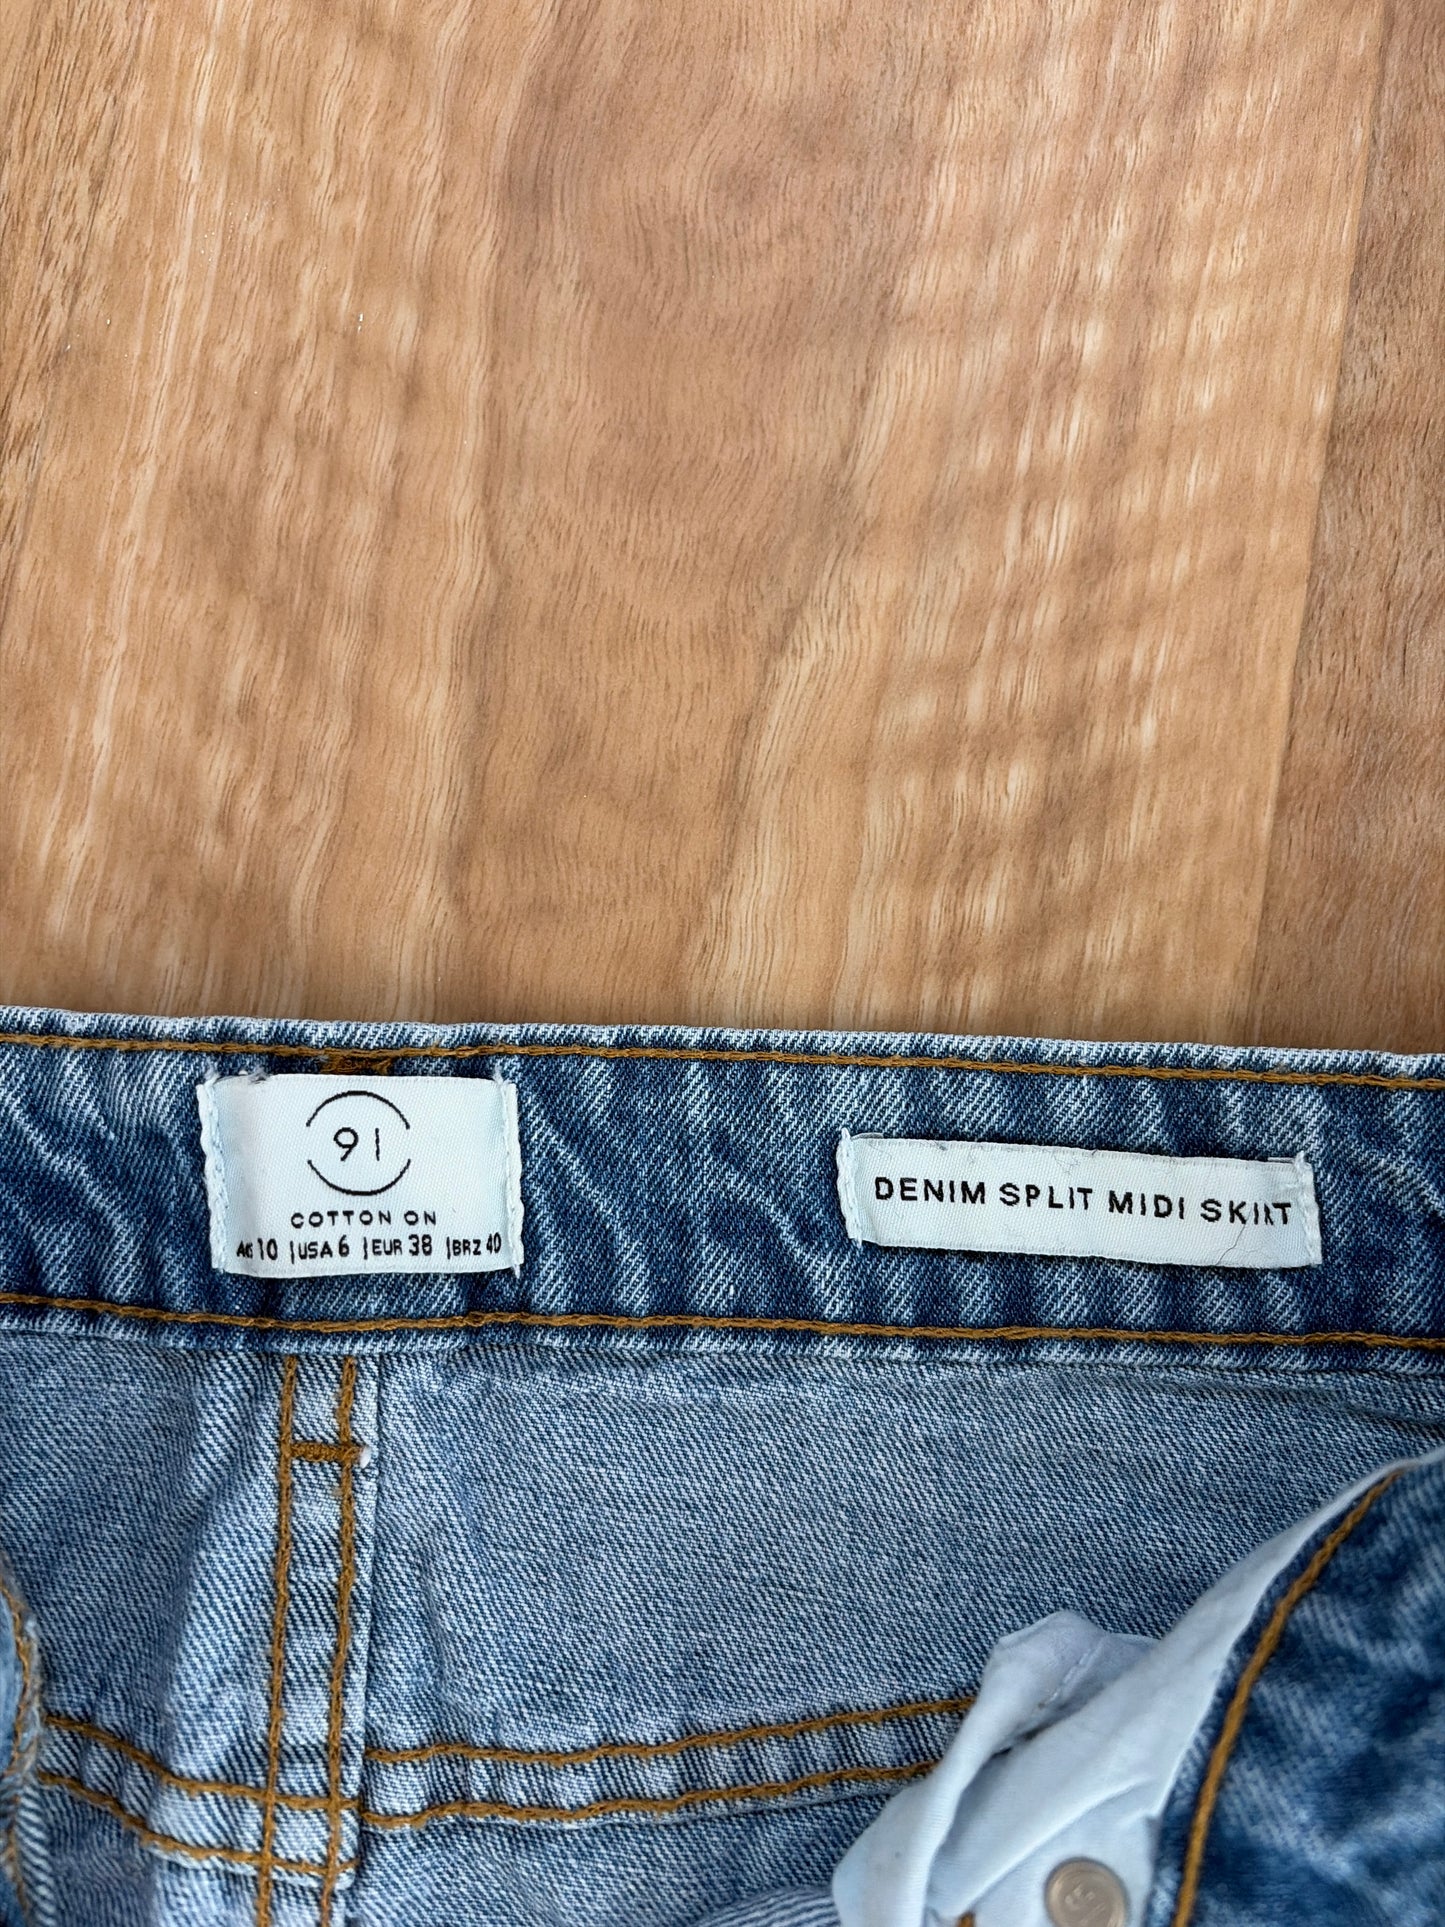 91
COTTON ON
AU 10 | USA 6 | EUR 38 | BRZ 40
DENIM SPLIT MIDI SKIRT